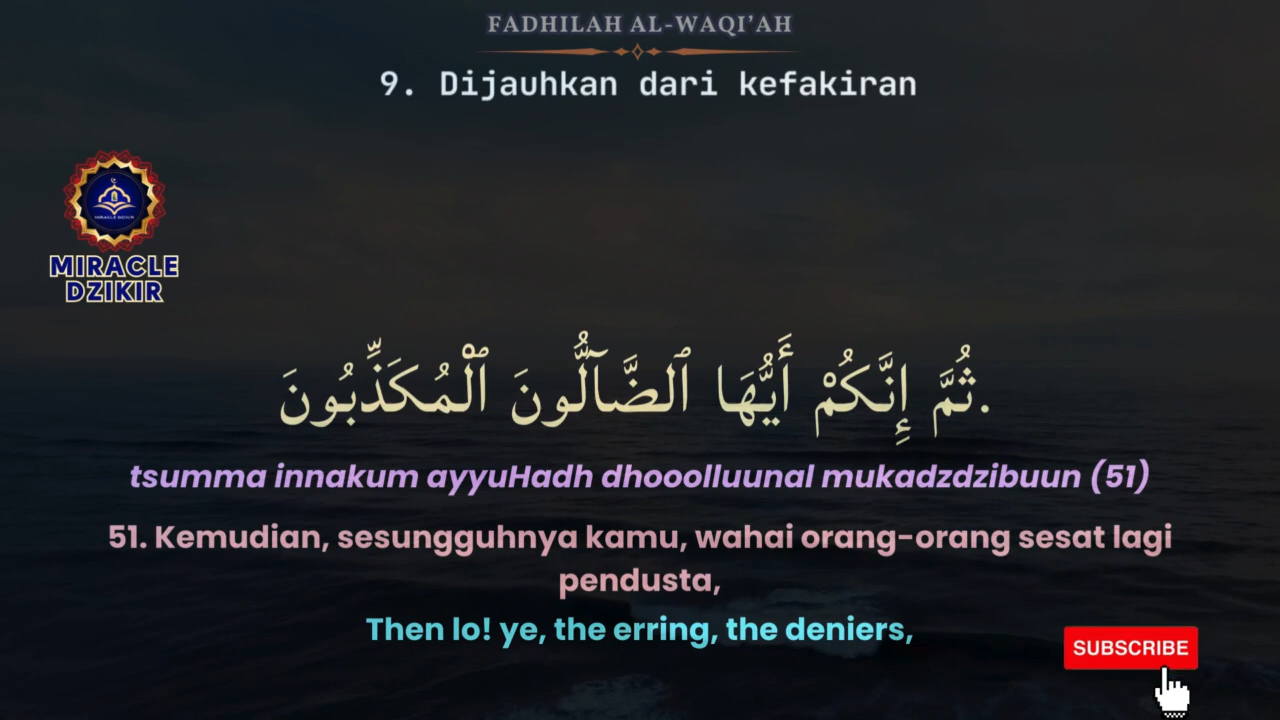 FADHILAH AL-WAQI'AH
9. Dijauhkan dari kefakiran
MIRACLE
DZIKIR
ثُمَّ إِنَّكُمْ أَيُّهَا ٱلضَّآلُّونَ ٱلْمُكَذِّبُونَ.
tsumma innakum ayyuHadh dhooolluunal mukadzdzibuun (51)
51. Kemudian, sesungguhnya kamu, wahai orang-orang sesat lagi
pendusta,
Then lo! ye, the erring, the deniers,
SUBSCRIBE